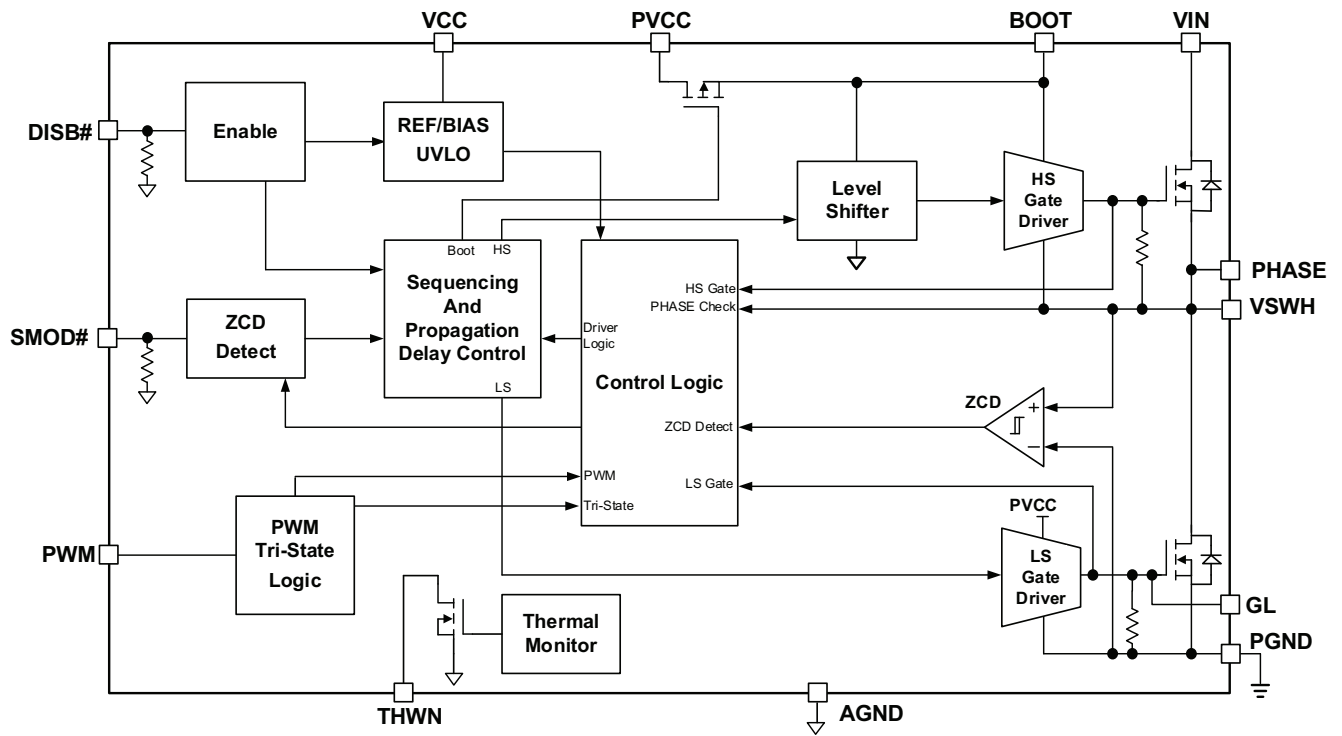 VCC
PVCC
BOOT
VIN
DISB#
Enable
REF/BIAS
UVLO
Level
Shifter
HS
Gate
Driver
Boot
HS
Sequencing
And
Propagation
Delay Control
LS
HS Gate
PHASE Check
PHASE
VSWH
SMOD#
ZCD
Detect
Driver
Logic
Control Logic
ZCD
+
−
ZCD Detect
PWM
LS Gate
Tri-State
PVCC
PWM
PWM
Tri-State
Logic
LS
Gate
Driver
GL
Thermal
Monitor
PGND
THWN
AGND